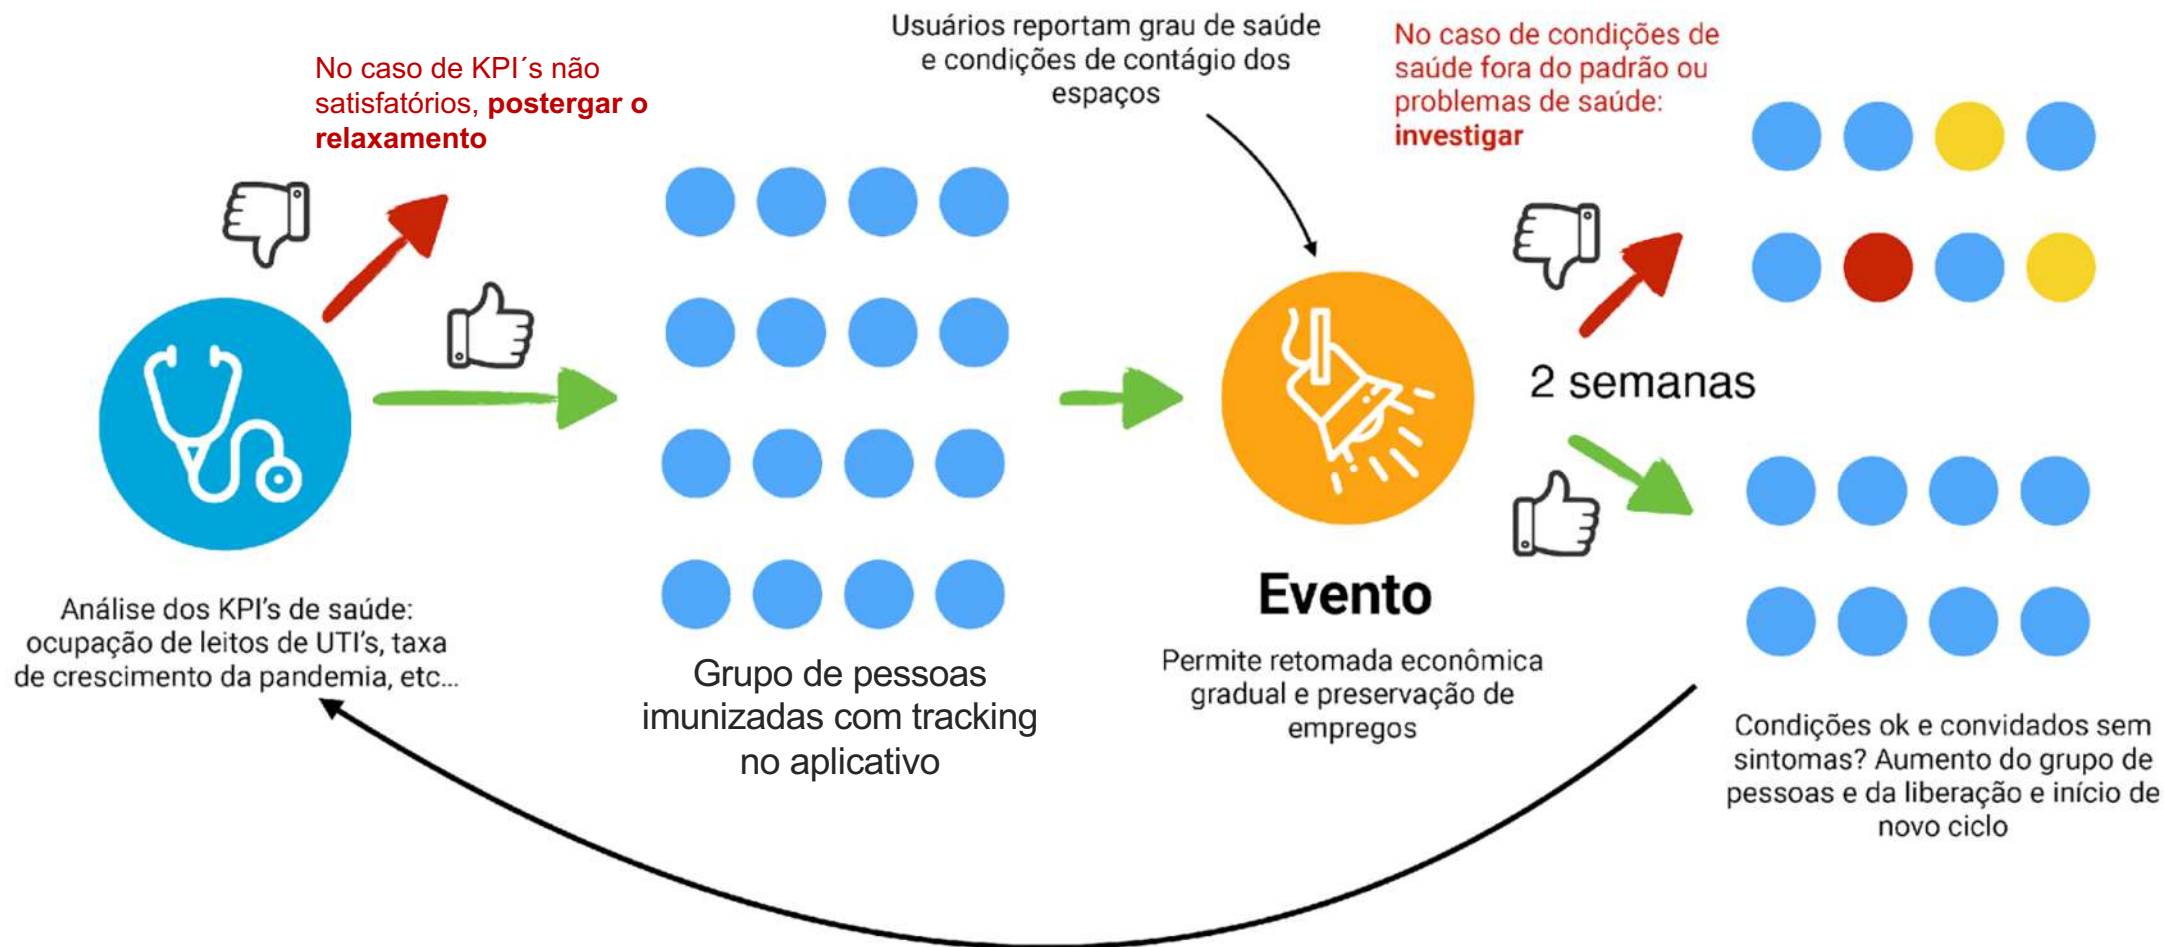 No caso de KPI´s não
satisfatórios, postergar o
relaxamento
Usuários reportam grau de saúde
e condições de contágio dos
espaços
No caso de condições de
saúde fora do padrão ou
problemas de saúde:
investigar
2 semanas
Análise dos KPI's de saúde:
ocupação de leitos de UTI's, taxa
de crescimento da pandemia, etc...
Grupo de pessoas
imunizadas com tracking
no aplicativo
Evento
Permite retomada econômica
gradual e preservação de
empregos
Condições ok e convidados sem
sintomas? Aumento do grupo de
pessoas e da liberação e início de
novo ciclo